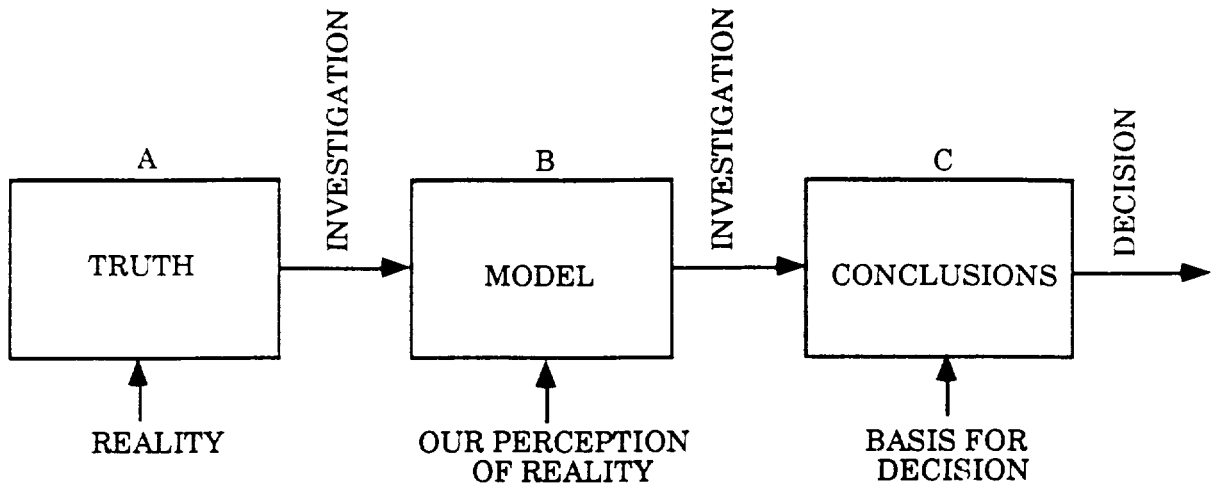 INVESTIGATION
INVESTIGATION
DECISION
A
B
C
TRUTH
MODEL
CONCLUSIONS
REALITY
OUR PERCEPTION
OF REALITY
BASIS FOR
DECISION